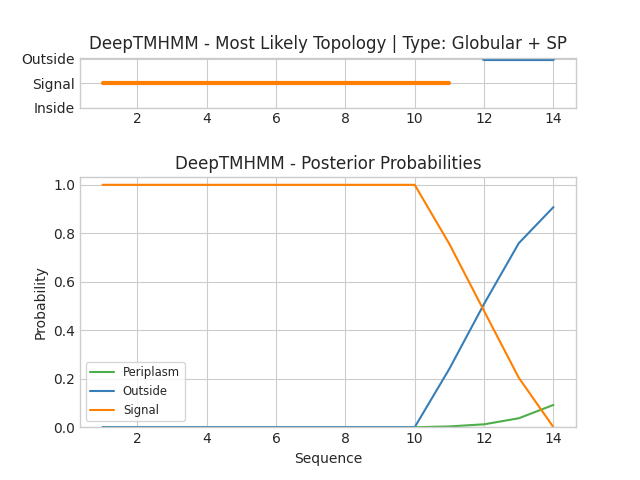 DeepTMHMM - Most Likely Topology | Type: Globular + SP
Outside
Signal
Inside
2 4 6 8 10 12 14
DeepTMHMM - Posterior Probabilities
1.0
0.8
0.6
0.4
0.2
0.0
Probability
Periplasm
Outside
Signal
2 4 6 8 10 12 14
Sequence